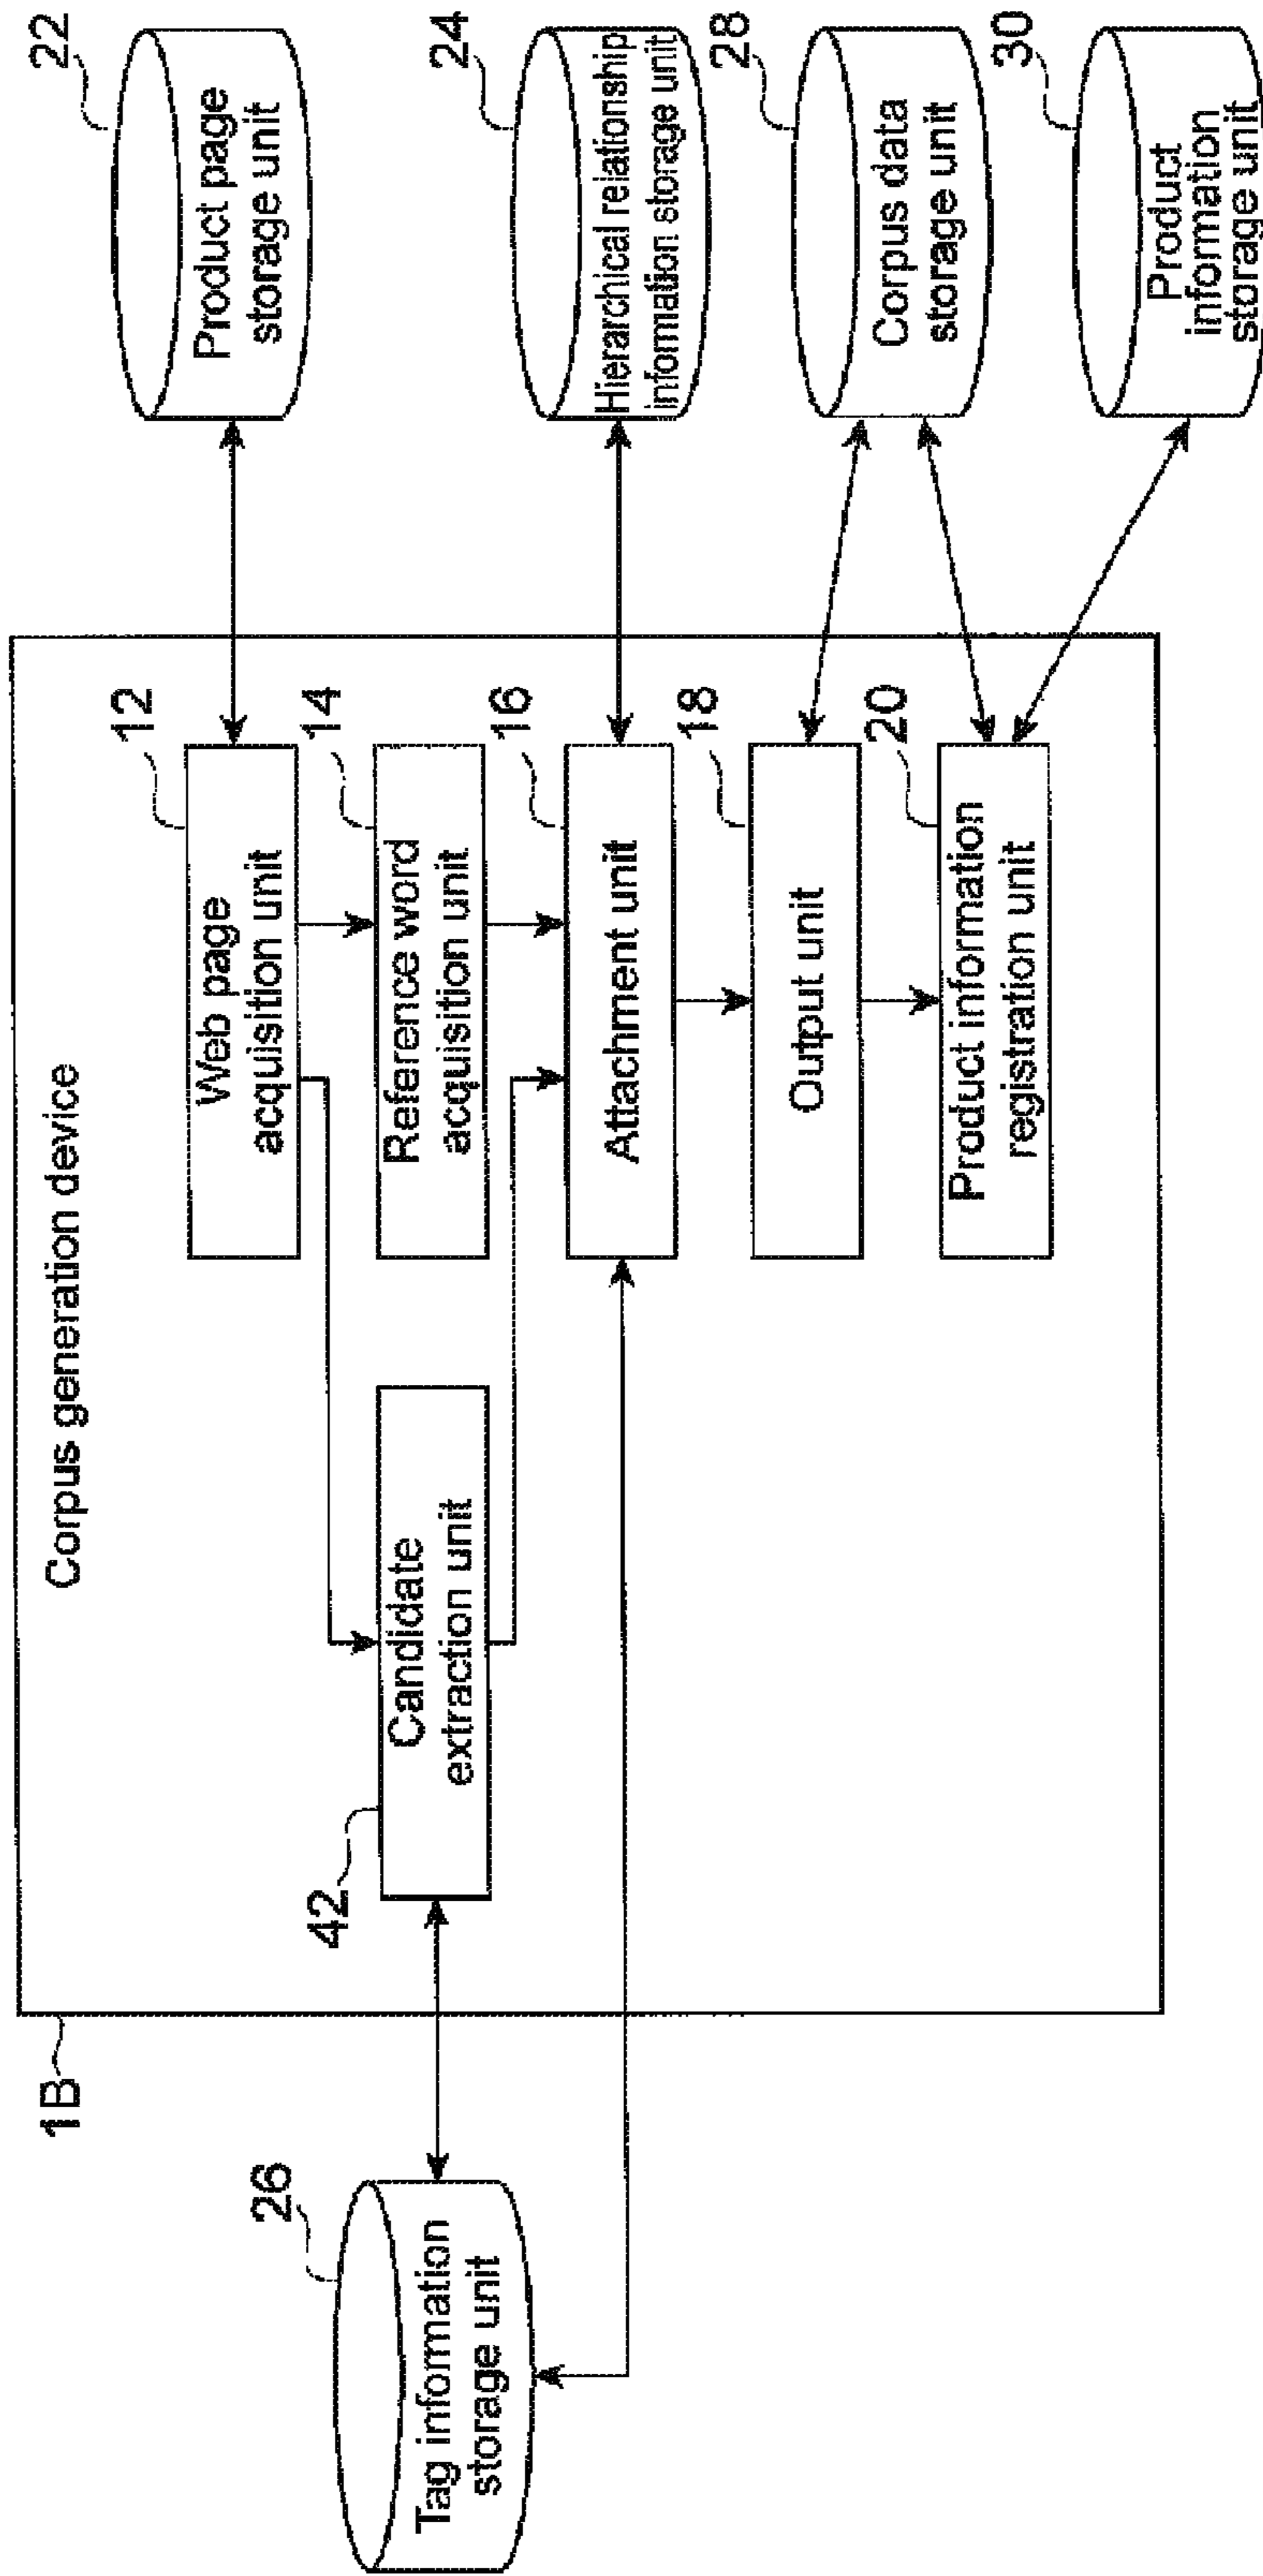 Corpus generation device
1B
22
Product page
storage unit
12
Web page
acquisition unit
26
Tag information
storage unit
42
Candidate
extraction unit
14
Reference word
acquisition unit
24
Hierarchical relationship
information storage unit
16
Attachment unit
28
Corpus data
storage unit
18
Output unit
30
Product
information
storage unit
20
Product information
registration unit